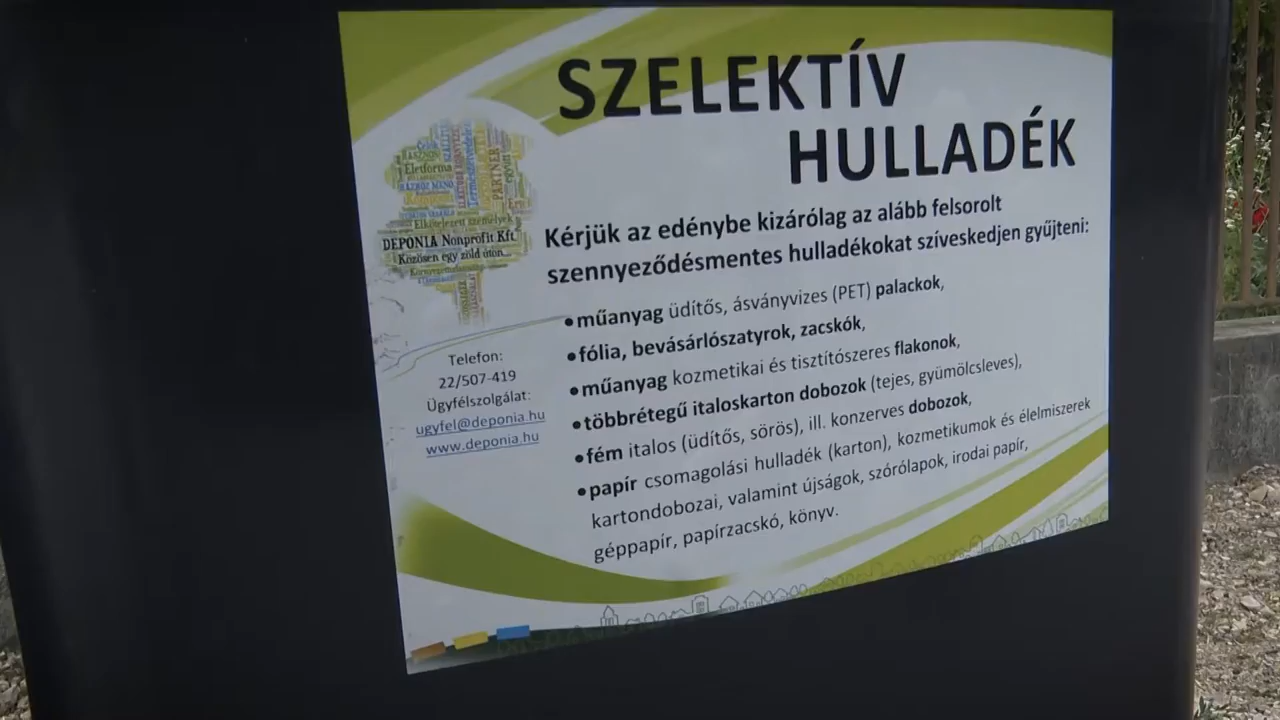 SZELEKTÍV
HULLADÉK
Kérjük az edénybe kizárólag az alább felsorolt
szennyeződésmentes hulladékokat szíveskedjen gyűjteni:
•műanyag üdítős, ásványvizes (PET) palackok,
•fólia, bevásárlószatyrok, zacskók,
•műanyag kozmetikai és tisztítószeres flakonok,
•többrétegű italoskarton dobozok (tejes, gyümölcsleves),
•fém italos (üdítős, sörös), ill. konzerves dobozok,
•papír csomagolási hulladék (karton), kozmetikumok és élelmiszerek
kartondobozai, valamint újságok, szórólapok, irodai papír,
géppapír, papírzacskó, könyv.
Életforma
PARTNER
DEPONIA Nonprofit Kft.
Közösen egy zöld úton...
Telefon:
22/507-419
Ügyfélszolgálat:
ugyfel@deponia.hu
www.deponia.hu